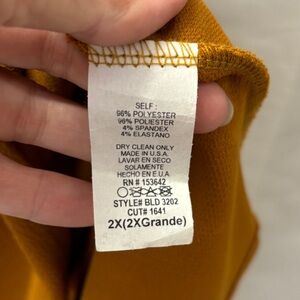 SELF :
96% POLYESTER
96% POLIESTER
4% SPANDEX
4% ELASTANO
DRY CLEAN ONLY
MADE IN U.S.A.
LAVAR EN SECO
SOLAMENTE
HECHO EN E.U.A
RN # 153642
STYLE# BLD 3202
CUT# 1641
2X(2XGrande)